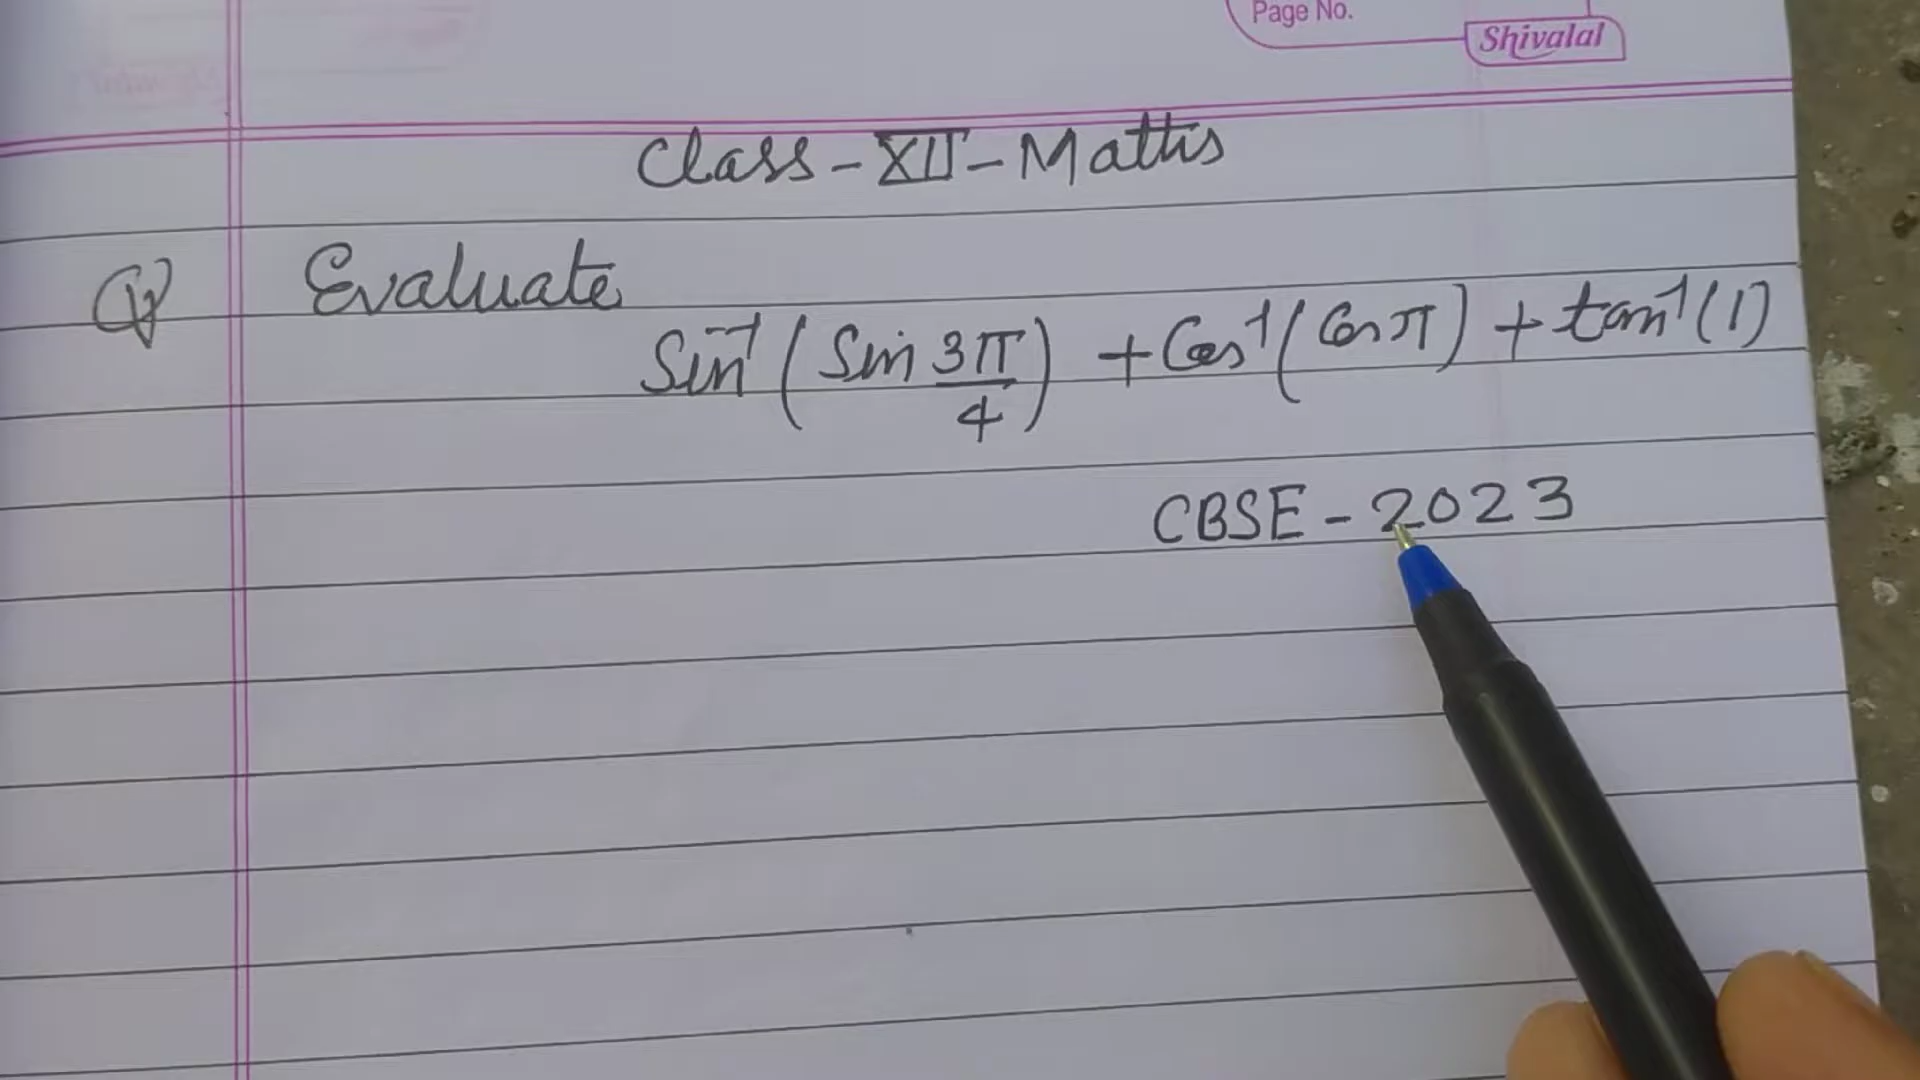 Page No.
Shivalal
Class-XII-Maths
Q Evaluate
Sin⁻¹(Sin 3π/4) + Cos⁻¹(Cos π) + tan⁻¹(1)
CBSE - 2023